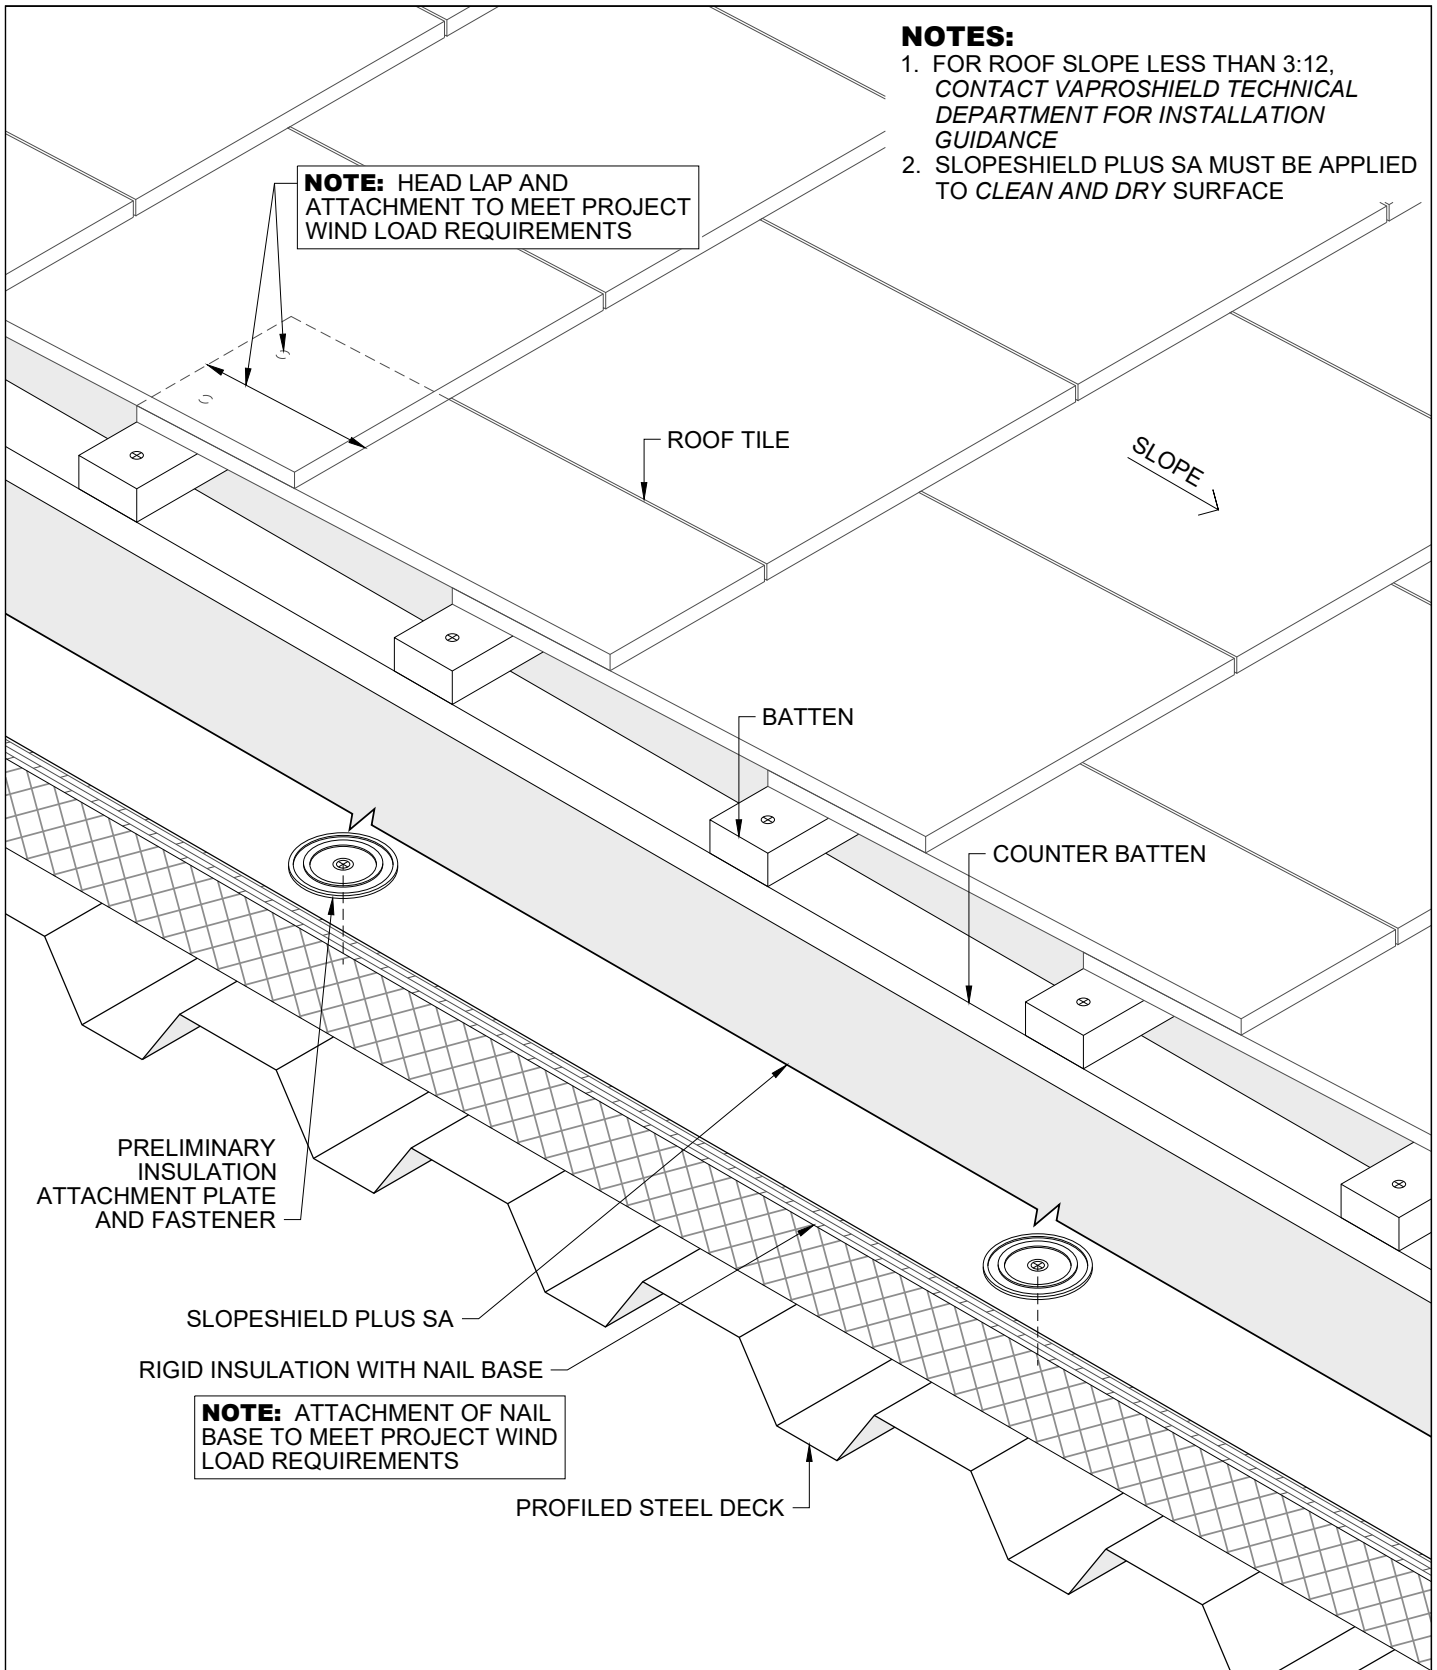 NOTES:
1. FOR ROOF SLOPE LESS THAN 3:12,
CONTACT VAPROSHIELD TECHNICAL
DEPARTMENT FOR INSTALLATION
GUIDANCE
2. SLOPESHIELD PLUS SA MUST BE APPLIED
TO CLEAN AND DRY SURFACE
NOTE: HEAD LAP AND
ATTACHMENT TO MEET PROJECT
WIND LOAD REQUIREMENTS
ROOF TILE
SLOPE
BATTEN
COUNTER BATTEN
PRELIMINARY
INSULATION
ATTACHMENT PLATE
AND FASTENER
SLOPESHIELD PLUS SA
RIGID INSULATION WITH NAIL BASE
NOTE: ATTACHMENT OF NAIL
BASE TO MEET PROJECT WIND
LOAD REQUIREMENTS
PROFILED STEEL DECK